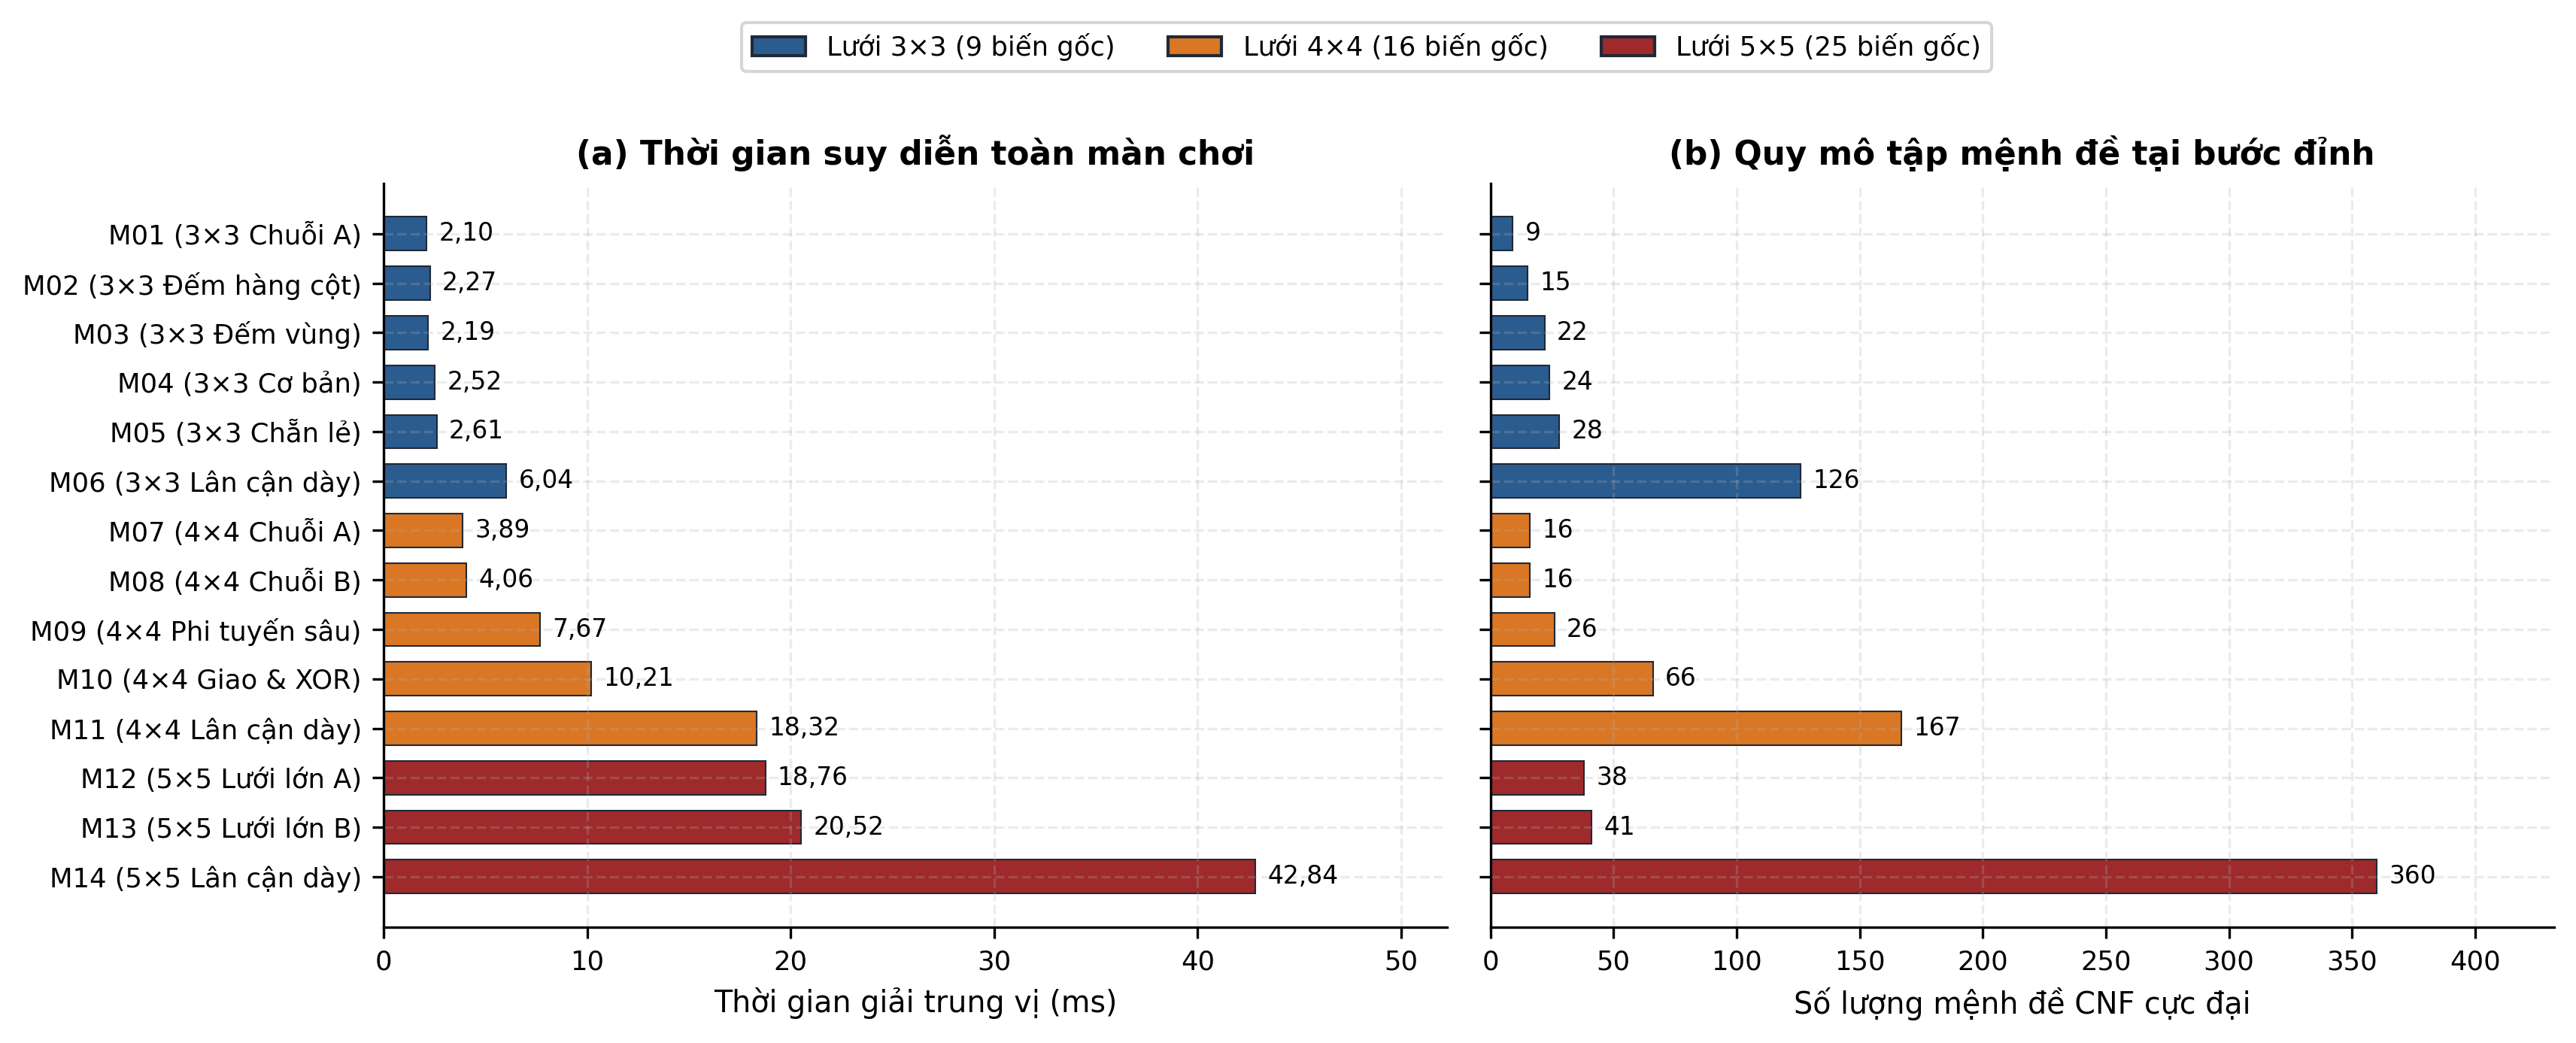 Lưới 3×3 (9 biến gốc) Lưới 4×4 (16 biến gốc) Lưới 5×5 (25 biến gốc)
(a) Thời gian suy diễn toàn màn chơi
(b) Quy mô tập mệnh đề tại bước đỉnh
M01 (3×3 Chuỗi A) 2,10 9
M02 (3×3 Đếm hàng cột) 2,27 15
M03 (3×3 Đếm vùng) 2,19 22
M04 (3×3 Cơ bản) 2,52 24
M05 (3×3 Chẵn lẻ) 2,61 28
M06 (3×3 Lân cận dày) 6,04 126
M07 (4×4 Chuỗi A) 3,89 16
M08 (4×4 Chuỗi B) 4,06 16
M09 (4×4 Phi tuyến sâu) 7,67 26
M10 (4×4 Giao & XOR) 10,21 66
M11 (4×4 Lân cận dày) 18,32 167
M12 (5×5 Lưới lớn A) 18,76 38
M13 (5×5 Lưới lớn B) 20,52 41
M14 (5×5 Lân cận dày) 42,84 360
0 10 20 30 40 50
0 50 100 150 200 250 300 350 400
Thời gian giải trung vị (ms)
Số lượng mệnh đề CNF cực đại